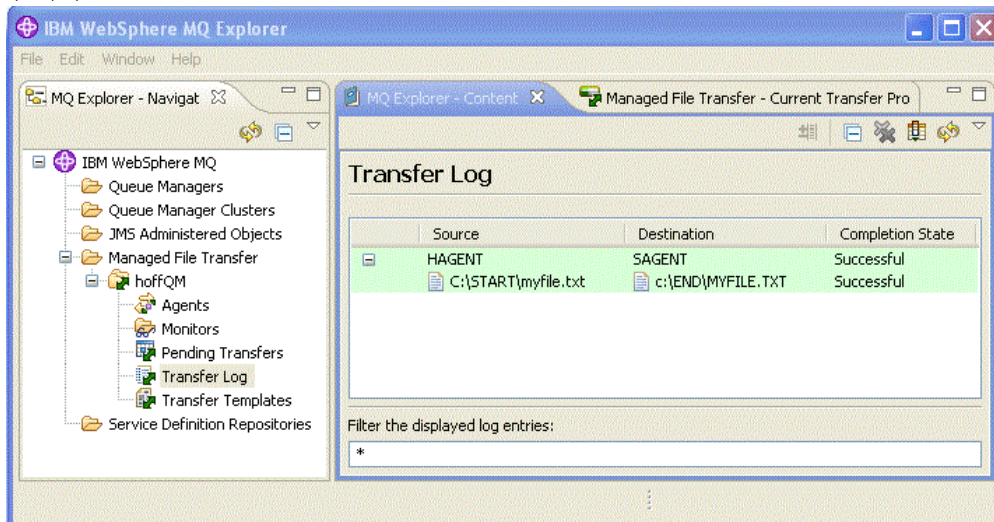 IBM WebSphere MQ Explorer
File Edit Window Help
MQ Explorer - Navigat
IBM WebSphere MQ
Queue Managers
Queue Manager Clusters
JMS Administered Objects
Managed File Transfer
hoffQM
Agents
Monitors
Pending Transfers
Transfer Log
Transfer Templates
Service Definition Repositories
MQ Explorer - Content Managed File Transfer - Current Transfer Pro
Transfer Log
Source Destination Completion State
HAGENT SAGENT Successful
C:\START\myfile.txt c:\END\MYFILE.TXT Successful
Filter the displayed log entries:
*